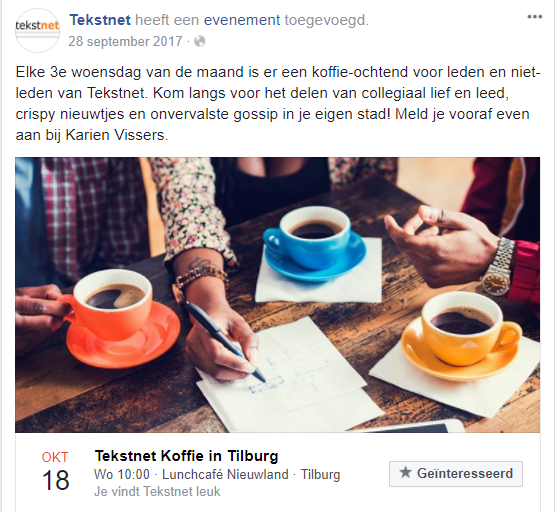 tekstnet
Tekstnet heeft een evenement toegevoegd.
28 september 2017 ·
Elke 3e woensdag van de maand is er een koffie-ochtend voor leden en niet-
leden van Tekstnet. Kom langs voor het delen van collegiaal lief en leed,
crispy nieuwtjes en onvervalste gossip in je eigen stad! Meld je vooraf even
aan bij Karien Vissers.
OKT
18
Tekstnet Koffie in Tilburg
Wo 10:00 · Lunchcafé Nieuwland · Tilburg
Je vindt Tekstnet leuk
Geïnteresseerd